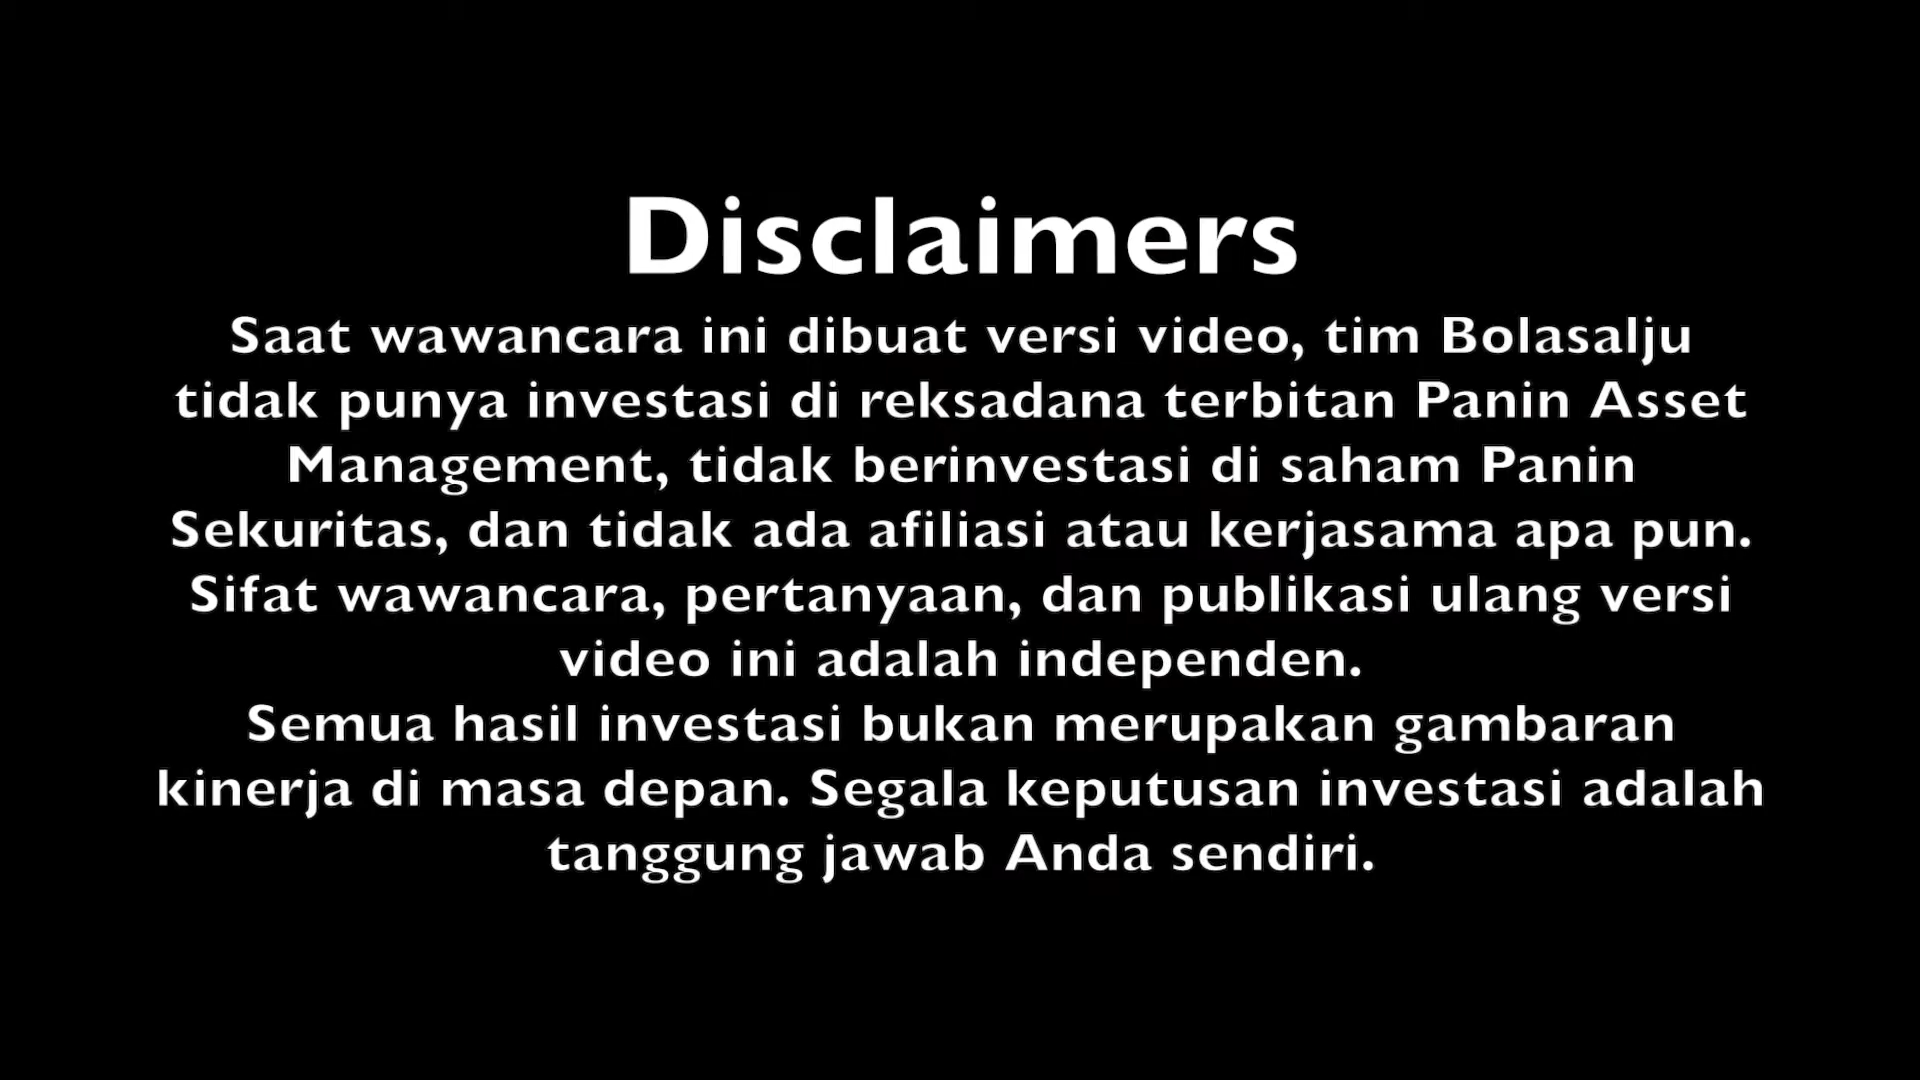 Disclaimers
Saat wawancara ini dibuat versi video, tim Bolasalju
tidak punya investasi di reksadana terbitan Panin Asset
Management, tidak berinvestasi di saham Panin
Sekuritas, dan tidak ada afiliasi atau kerjasama apa pun.
Sifat wawancara, pertanyaan, dan publikasi ulang versi
video ini adalah independen.
Semua hasil investasi bukan merupakan gambaran
kinerja di masa depan. Segala keputusan investasi adalah
tanggung jawab Anda sendiri.